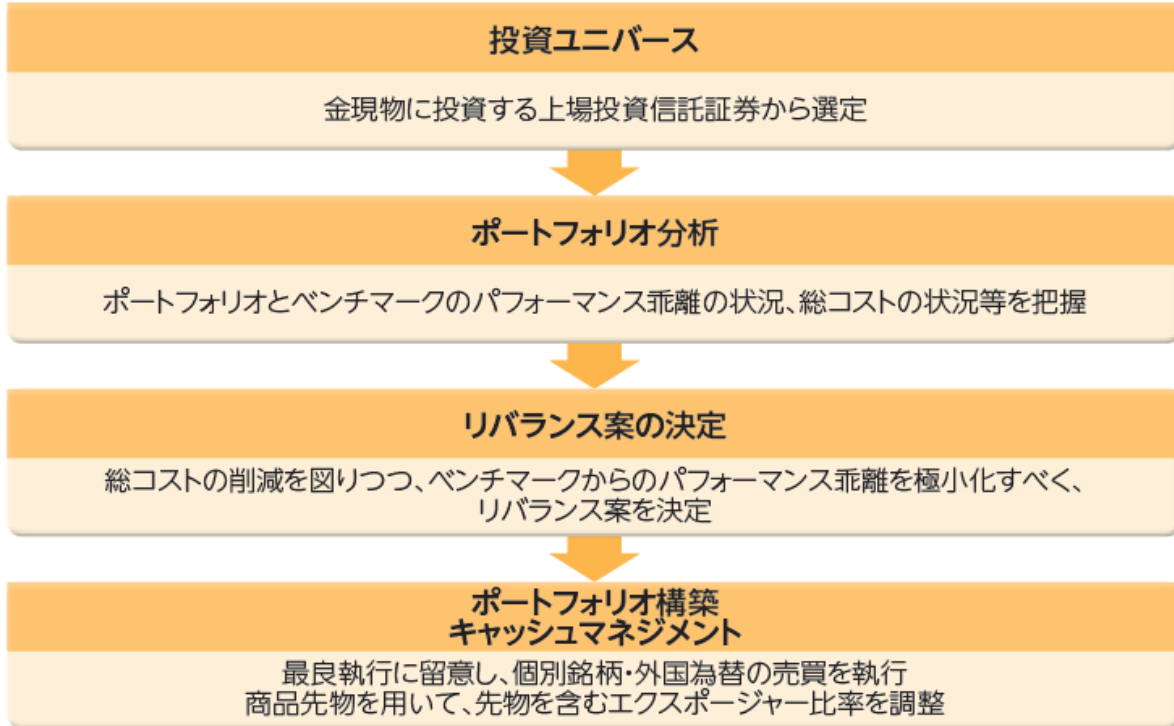 投資ユニバース
金現物に投資する上場投資信託証券から選定
ポートフォリオ分析
ポートフォリオとベンチマークのパフォーマンス乖離の状況、総コストの状況等を把握
リバランス案の決定
総コストの削減を図りつつ、ベンチマークからのパフォーマンス乖離を極小化すべく、
リバランス案を決定
ポートフォリオ構築
キャッシュマネジメント
最良執行に留意し、個別銘柄・外国為替の売買を執行
商品先物を用いて、先物を含むエクスポージャー比率を調整